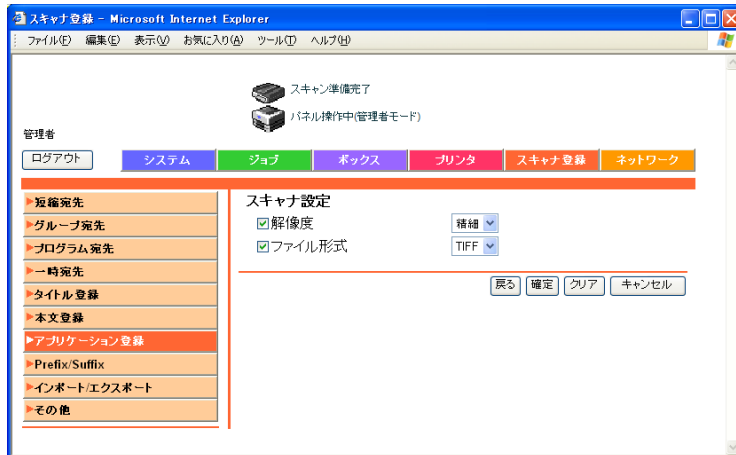 スキャナ登録 - Microsoft Internet Explorer
ファイル(F) 編集(E) 表示(V) お気に入り(A) ツール(T) ヘルプ(H)
スキャン準備完了
パネル操作中(管理者モード)
管理者
ログアウト システム ジョブ ボックス プリンタ スキャナ登録 ネットワーク
短縮宛先
グループ宛先
プログラム宛先
一時宛先
タイトル登録
本文登録
アプリケーション登録
Prefix/Suffix
インポート/エクスポート
その他
スキャナ設定
解像度 精細
ファイル形式 TIFF
戻る 確定 クリア キャンセル